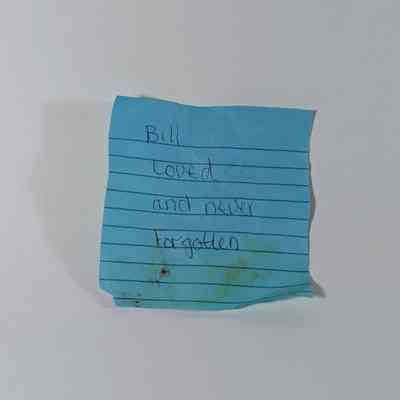 Bill
Loved
and never
forgotten